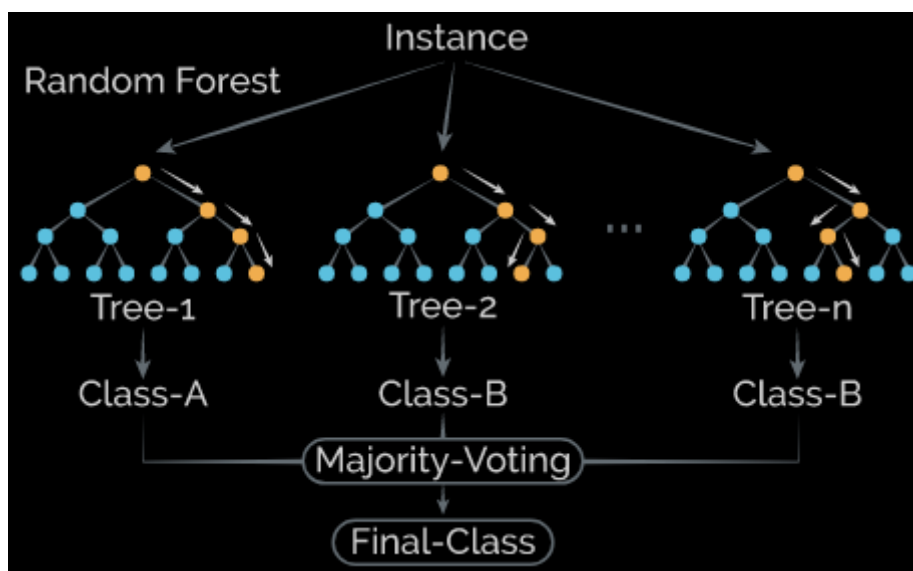 Instance
Random Forest
...
Tree-1 Tree-2 Tree-n
Class-A Class-B Class-B
Majority-Voting
Final-Class